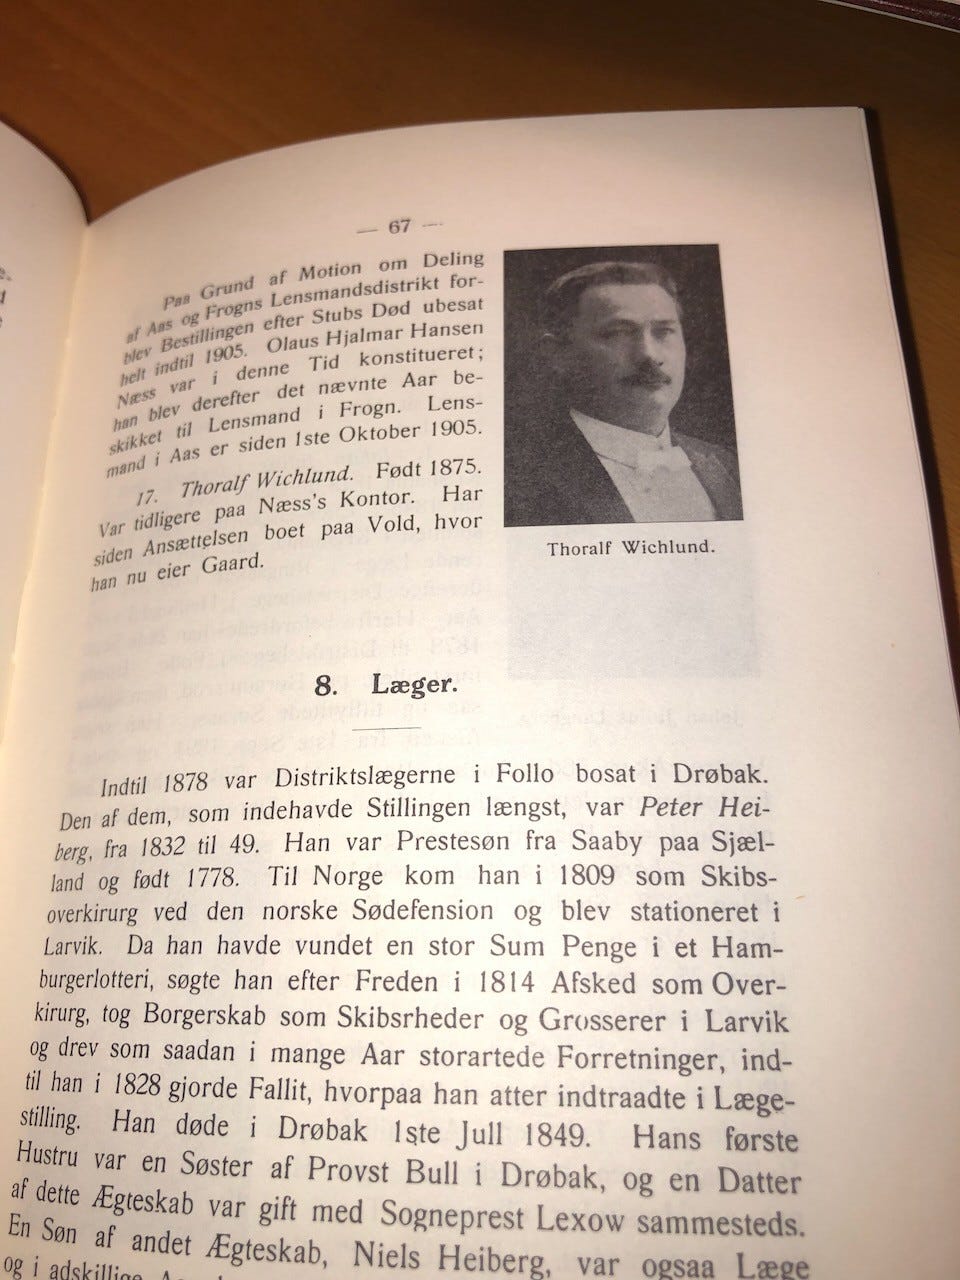 — 67 —
Paa Grund af Motion om Deling
af Aas og Frogns Lensmandsdistrikt for-
blev Bestillingen efter Stubs Død ubesat
helt indtil 1905. Olaus Hjalmar Hansen
Næss var i denne Tid konstitueret;
han blev derefter det nævnte Aar be-
skikket til Lensmand i Frogn. Lens-
mand i Aas er siden 1ste Oktober 1905.
17. Thoralf Wichlund. Født 1875.
Var tidligere paa Næss's Kontor. Har
siden Ansættelsen boet paa Vold, hvor
han nu eier Gaard.
Thoralf Wichlund.
8. Læger.
Indtil 1878 var Distriktslægerne i Follo bosat i Drøbak.
Den af dem, som indehavde Stillingen længst, var Peter Hei-
berg, fra 1832 til 49. Han var Prestesøn fra Saaby paa Sjæl-
land og født 1778. Til Norge kom han i 1809 som Skibs-
overkirurg ved den norske Sødefension og blev stationeret i
Larvik. Da han havde vundet en stor Sum Penge i et Ham-
burgerlotteri, søgte han efter Freden i 1814 Afsked som Over-
kirurg, tog Borgerskab som Skibsrheder og Grosserer i Larvik
og drev som saadan i mange Aar storartede Forretninger, ind-
til han i 1828 gjorde Fallit, hvorpaa han atter indtraadte i Læge-
stilling. Han døde i Drøbak 1ste Jull 1849. Hans første
Hustru var en Søster af Provst Bull i Drøbak, og en Datter
af dette Ægteskab var gift med Sogneprest Lexow sammesteds.
En Søn af andet Ægteskab, Niels Heiberg, var ogsaa Læge
og i adskillige